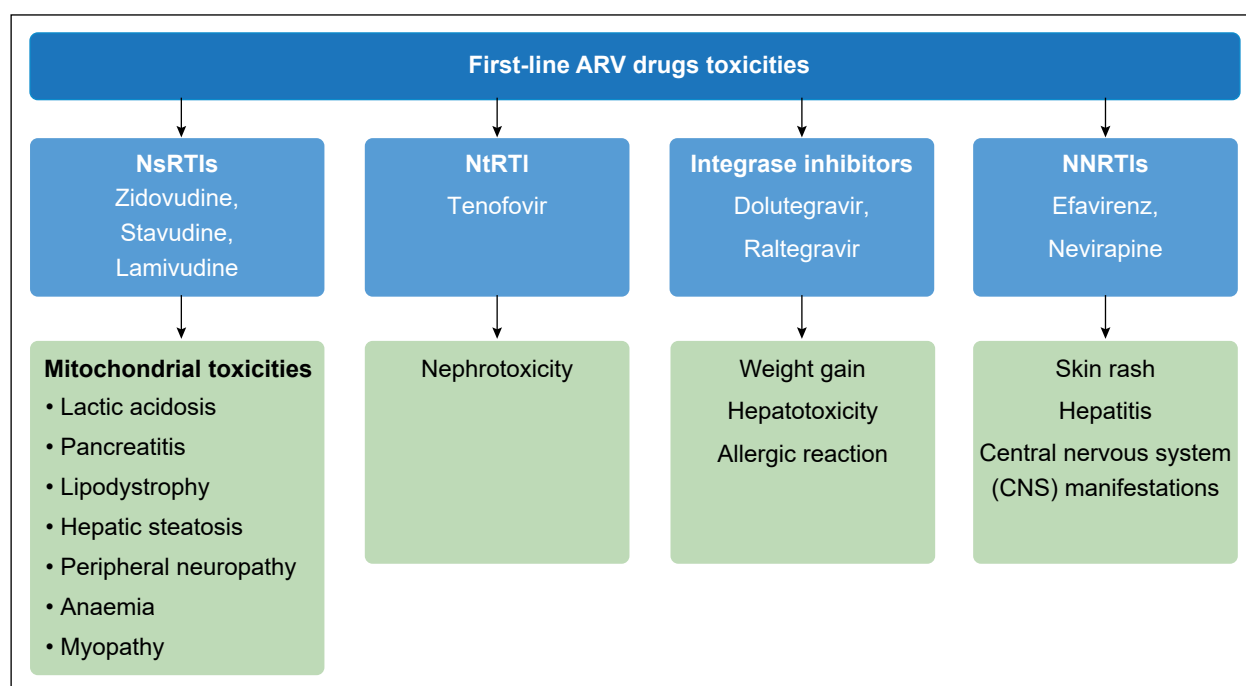 First-line ARV drugs toxicities
NsRTIs
Zidovudine,
Stavudine,
Lamivudine
NtRTI
Tenofovir
Integrase inhibitors
Dolutegravir,
Raltegravir
NNRTIs
Efavirenz,
Nevirapine
Mitochondrial toxicities
• Lactic acidosis
• Pancreatitis
• Lipodystrophy
• Hepatic steatosis
• Peripheral neuropathy
• Anaemia
• Myopathy
Nephrotoxicity
Weight gain
Hepatotoxicity
Allergic reaction
Skin rash
Hepatitis
Central nervous system
(CNS) manifestations